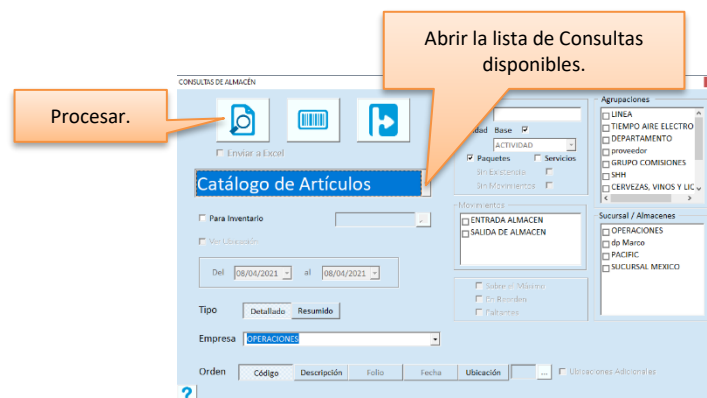 Abrir la lista de Consultas
disponibles.
CONSULTAS DE ALMACÉN
Procesar.
Enviar a Excel
Catálogo de Artículos
Para Inventario
Ver Ubicación
Del 08/04/2021 al 08/04/2021
Tipo Detallado Resumido
Empresa OPERACIONES
Orden Código Descripción Folio Fecha Ubicación ... Ubicaciones Adicionales
Base
ACTIVIDAD
Paquetes Servicios
Sin Existencia
Sin Movimientos
Movimientos
ENTRADA ALMACEN
SALIDA DE ALMACEN
Sobre el Máximo
En Reorden
Faltantes
Agrupaciones
LINEA
TIEMPO AIRE ELECTRO
DEPARTAMENTO
proveedor
GRUPO COMISIONES
SHH
CERVEZAS, VINOS Y LIC
Sucursal / Almacenes
OPERACIONES
dp Marco
PACIFIC
SUCURSAL MEXICO
?